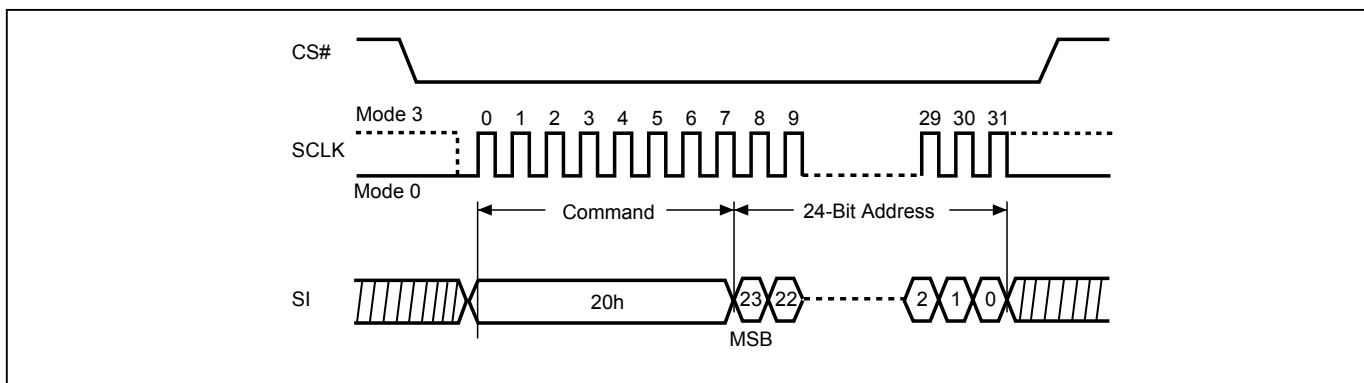 CS#
Mode 3
0 1 2 3 4 5 6 7 8 9 29 30 31
SCLK
Mode 0
Command 24-Bit Address
SI 20h 23 22 2 1 0
MSB